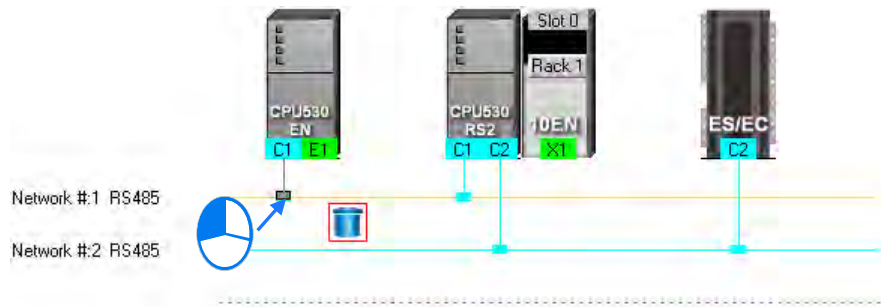 Slot 0
Rack 1
CPU530
EN
C1 E1
CPU530
RS2
C1 C2
10EN
X1
ES/EC
C2
Network #:1 RS485
Network #:2 RS485